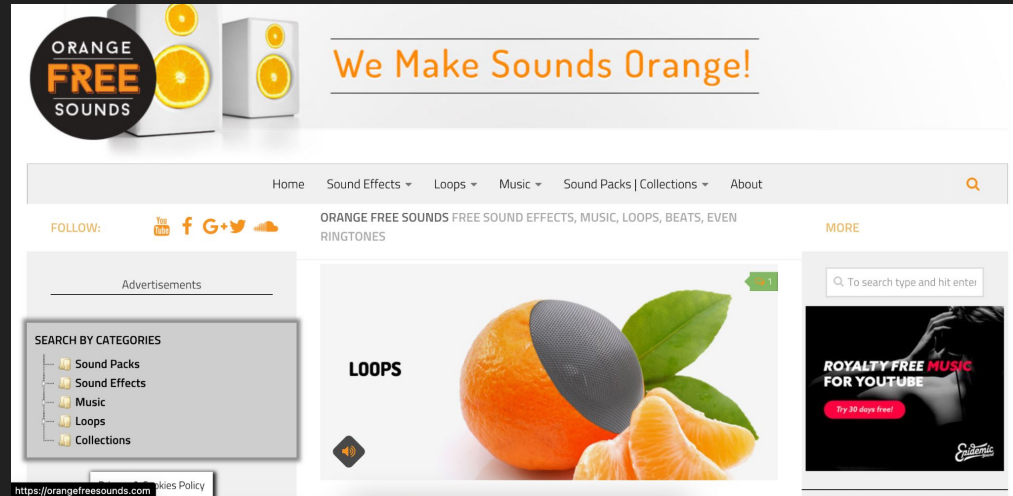 ORANGE
FREE
SOUNDS
We Make Sounds Orange!
Home Sound Effects Loops Music Sound Packs | Collections About
FOLLOW:
You
Tube
G+
ORANGE FREE SOUNDS FREE SOUND EFFECTS, MUSIC, LOOPS, BEATS, EVEN
RINGTONES
MORE
Advertisements
SEARCH BY CATEGORIES
Sound Packs
Sound Effects
Music
Loops
Collections
Cookies Policy
https://orangefreesounds.com
1
LOOPS
To search type and hit enter
ROYALTY FREE MUSIC
FOR YOUTUBE
Try 30 days free!
Epidemic